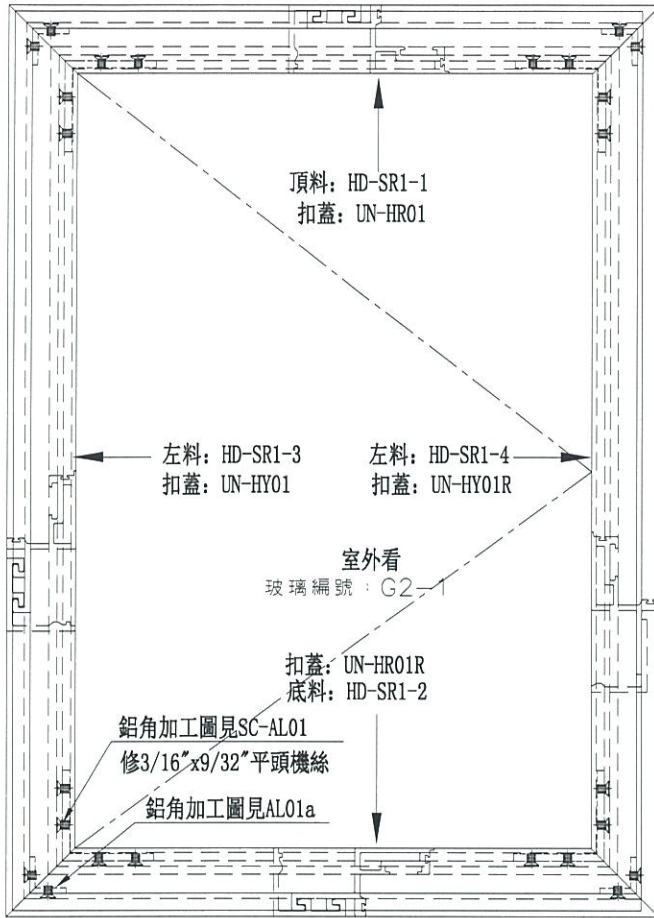 頂料: HD-SR1-1
扣蓋: UN-HR01
左料: HD-SR1-3
扣蓋: UN-HY01
左料: HD-SR1-4
扣蓋: UN-HY01R
室外看
玻璃編號：G2-1
扣蓋: UN-HR01R
底料: HD-SR1-2
鋁角加工圖見SC-AL01
修3/16"x9/32"平頭機絲
鋁角加工圖見AL01a